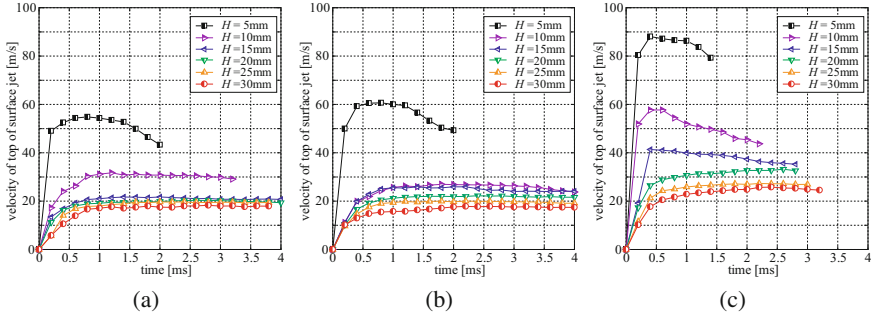 velocity of top of surface jet [m/s]
100
80
60
40
20
0
H = 5mm
H = 10mm
H = 15mm
H = 20mm
H = 25mm
H = 30mm
0 0.5 1 1.5 2 2.5 3 3.5 4
time [ms]
(a)
velocity of top of surface jet [m/s]
100
80
60
40
20
0
H = 5mm
H = 10mm
H = 15mm
H = 20mm
H = 25mm
H = 30mm
0 0.5 1 1.5 2 2.5 3 3.5 4
time [ms]
(b)
velocity of top of surface jet [m/s]
100
80
60
40
20
0
H = 5mm
H = 10mm
H = 15mm
H = 20mm
H = 25mm
H = 30mm
0 0.5 1 1.5 2 2.5 3 3.5 4
time [ms]
(c)